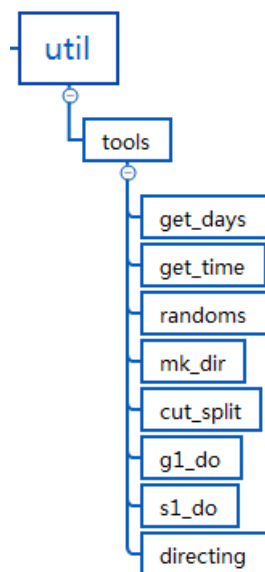 util
tools
get_days
get_time
randoms
mk_dir
cut_split
g1_do
s1_do
directing